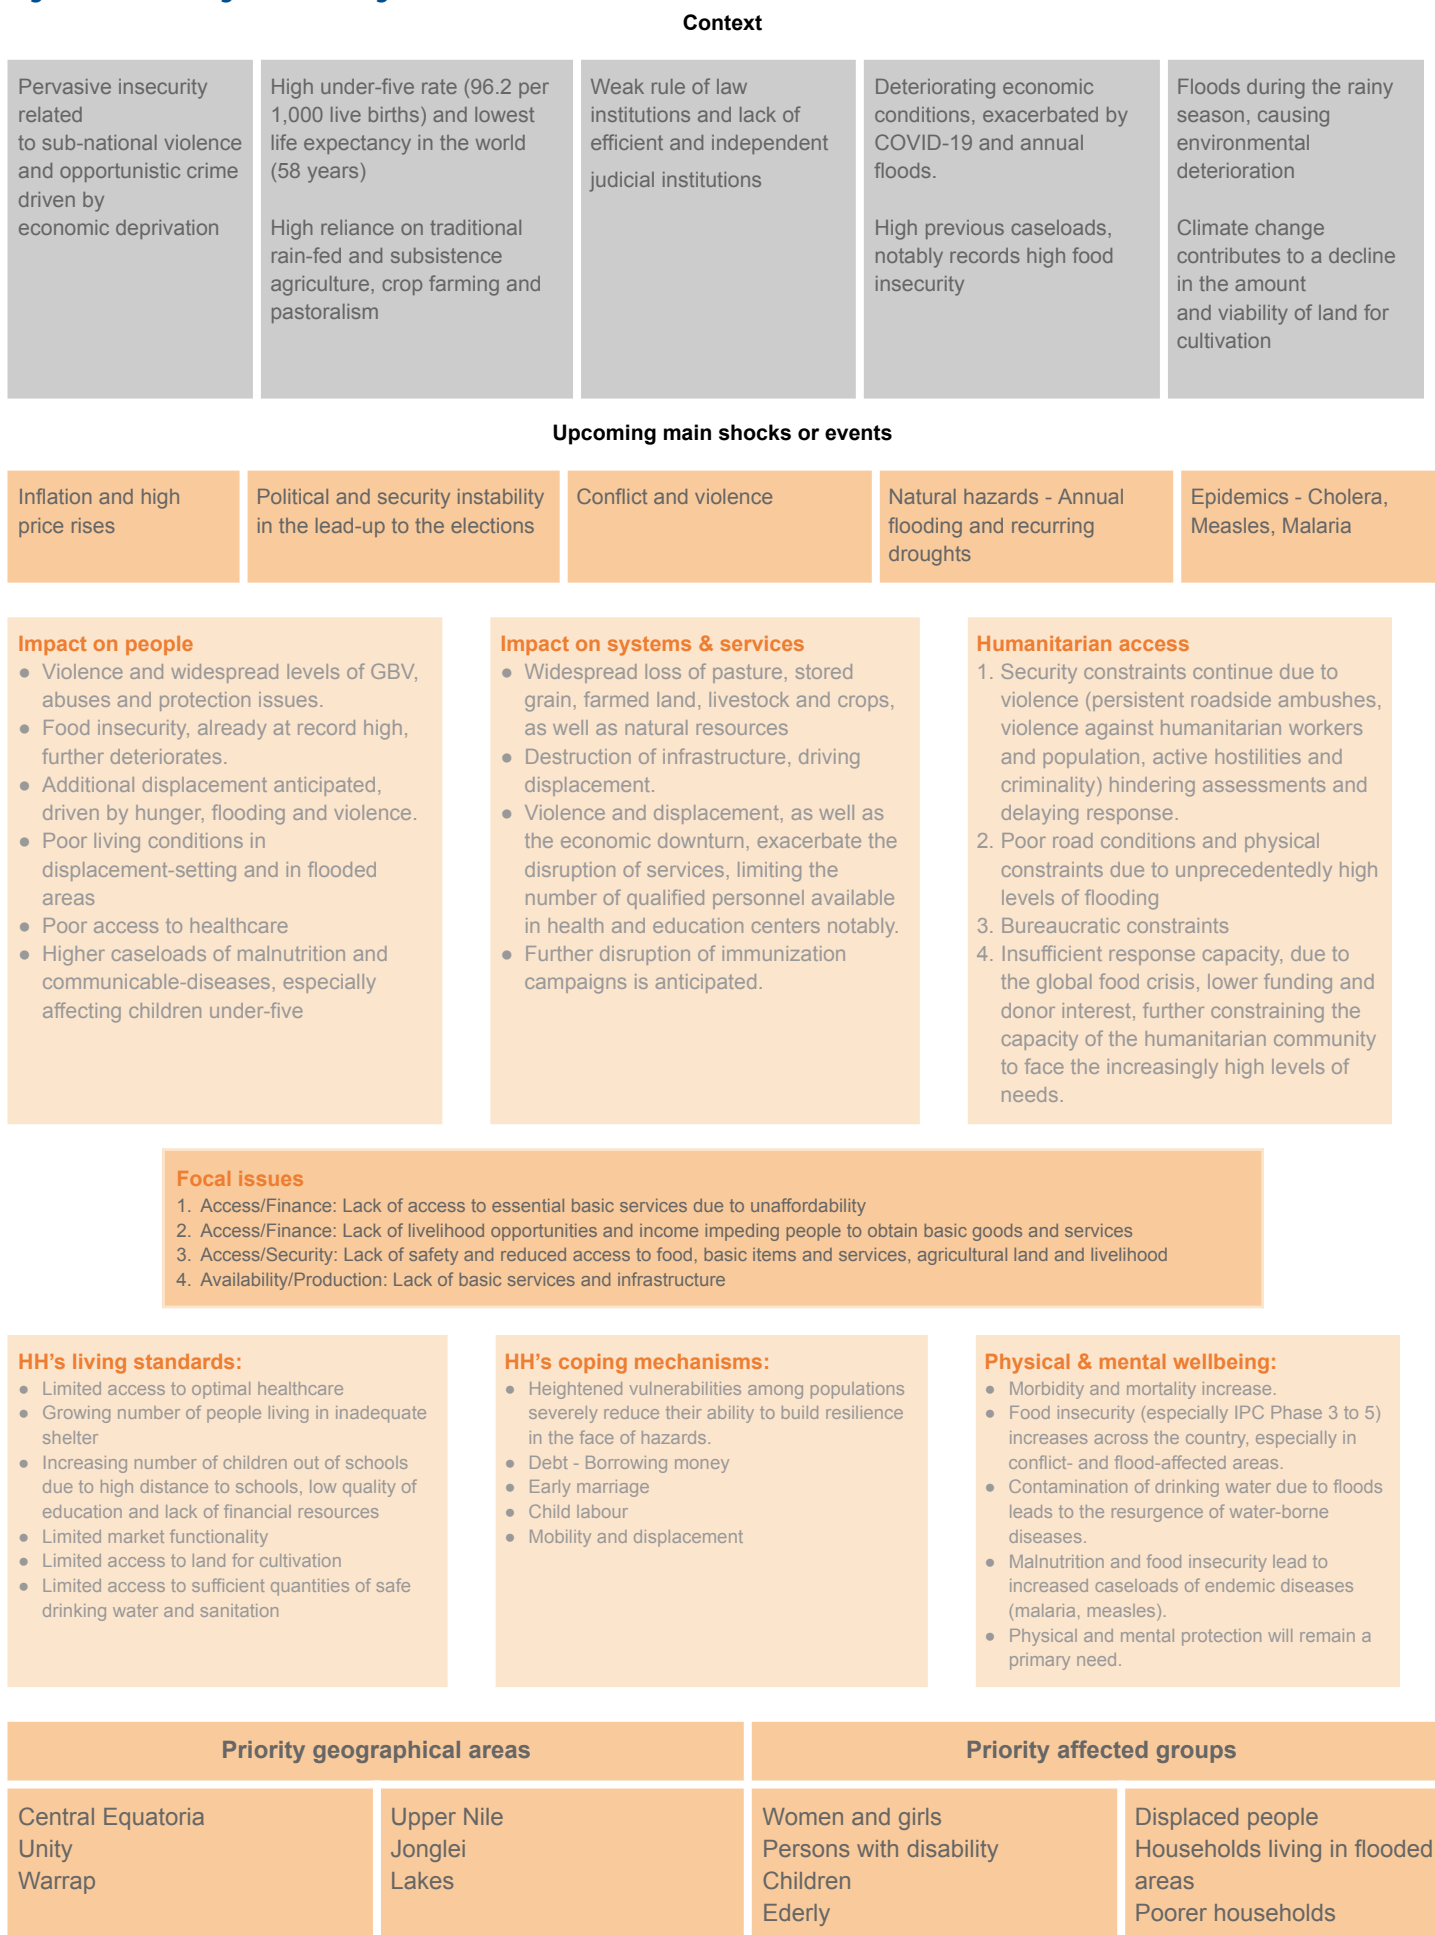 Context
Pervasive insecurity
related
to sub-national violence
and opportunistic crime
driven by
economic deprivation
High under-five rate (96.2 per
1,000 live births) and lowest
life expectancy in the world
(58 years)
High reliance on traditional
rain-fed and subsistence
agriculture, crop farming and
pastoralism
Weak rule of law
institutions and lack of
efficient and independent
judicial institutions
Deteriorating economic
conditions, exacerbated by
COVID-19 and annual
floods.
High previous caseloads,
notably records high food
insecurity
Floods during the rainy
season, causing
environmental
deterioration
Climate change
contributes to a decline
in the amount
and viability of land for
cultivation
Upcoming main shocks or events
Inflation and high
price rises
Political and security instability
in the lead-up to the elections
Conflict and violence
Natural hazards - Annual
flooding and recurring
droughts
Epidemics - Cholera,
Measles, Malaria
Impact on people
● Violence and widespread levels of GBV,
abuses and protection issues.
● Food insecurity, already at record high,
further deteriorates.
● Additional displacement anticipated,
driven by hunger, flooding and violence.
● Poor living conditions in
displacement-setting and in flooded
areas
● Poor access to healthcare
● Higher caseloads of malnutrition and
communicable-diseases, especially
affecting children under-five
Impact on systems & services
● Widespread loss of pasture, stored
grain, farmed land, livestock and crops,
as well as natural resources
● Destruction of infrastructure, driving
displacement.
● Violence and displacement, as well as
the economic downturn, exacerbate the
disruption of services, limiting the
number of qualified personnel available
in health and education centers notably.
● Further disruption of immunization
campaigns is anticipated.
Humanitarian access
1. Security constraints continue due to
violence (persistent roadside ambushes,
violence against humanitarian workers
and population, active hostilities and
criminality) hindering assessments and
delaying response.
2. Poor road conditions and physical
constraints due to unprecedentedly high
levels of flooding
3. Bureaucratic constraints
4. Insufficient response capacity, due to
the global food crisis, lower funding and
donor interest, further constraining the
capacity of the humanitarian community
to face the increasingly high levels of
needs.
Focal issues
1. Access/Finance: Lack of access to essential basic services due to unaffordability
2. Access/Finance: Lack of livelihood opportunities and income impeding people to obtain basic goods and services
3. Access/Security: Lack of safety and reduced access to food, basic items and services, agricultural land and livelihood
4. Availability/Production: Lack of basic services and infrastructure
HH's living standards:
● Limited access to optimal healthcare
● Growing number of people living in inadequate
shelter
● Increasing number of children out of schools
due to high distance to schools, low quality of
education and lack of financial resources
● Limited market functionality
● Limited access to land for cultivation
● Limited access to sufficient quantities of safe
drinking water and sanitation
HH's coping mechanisms:
● Heightened vulnerabilities among populations
severely reduce their ability to build resilience
in the face of hazards.
● Debt - Borrowing money
● Early marriage
● Child labour
● Mobility and displacement
Physical & mental wellbeing:
● Morbidity and mortality increase.
● Food insecurity (especially IPC Phase 3 to 5)
increases across the country, especially in
conflict- and flood-affected areas.
● Contamination of drinking water due to floods
leads to the resurgence of water-borne
diseases.
● Malnutrition and food insecurity lead to
increased caseloads of endemic diseases
(malaria, measles).
● Physical and mental protection will remain a
primary need.
Priority geographical areas
Central Equatoria
Unity
Warrap
Upper Nile
Jonglei
Lakes
Priority affected groups
Women and girls
Persons with disability
Children
Ederly
Displaced people
Households living in flooded
areas
Poorer households